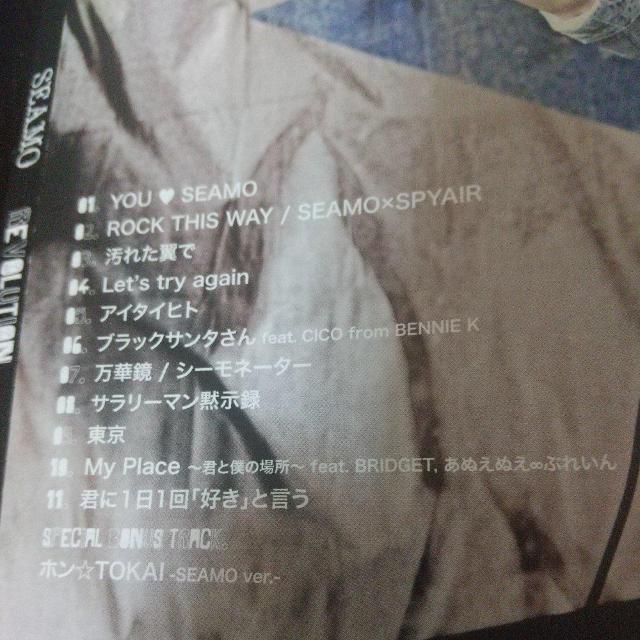 SEAMO REVOLUTION
01. YOU ♥ SEAMO
02. ROCK THIS WAY / SEAMO×SPYAIR
03. 汚れた翼で
04. Let's try again
05. アイタイヒト
06. ブラックサンタさん feat. CICO from BENNIE K
07. 万華鏡 / シーモネーター
08. サラリーマン黙示録
09. 東京
10. My Place ～君と僕の場所～ feat. BRIDGET, あぬえぬえ∞ぷれいん
11. 君に1日1回「好き」と言う
SPECIAL BONUS TRACK
ホン☆TOKAI -SEAMO ver.-